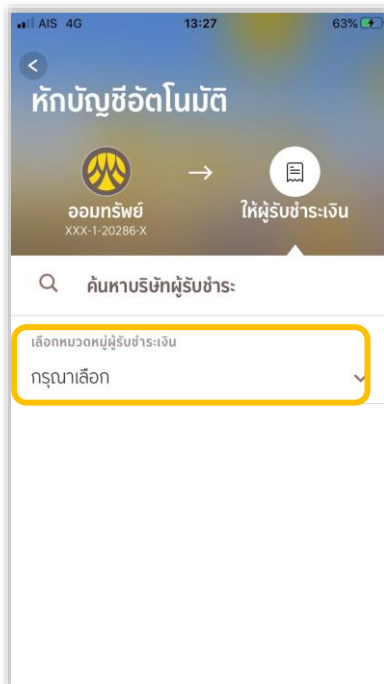 AIS 4G 13:27 63%
หักบัญชีอัตโนมัติ
ออมทรัพย์ ให้ผู้รับชำระเงิน
XXX-1-20286-X
ค้นหาบริษัทผู้รับชำระ
เลือกหมวดหมู่ผู้รับชำระเงิน
กรุณาเลือก